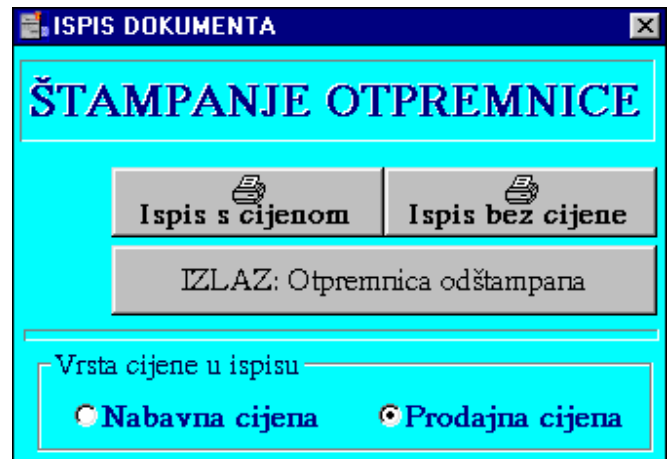 ISPIS DOKUMENTA
ŠTAMPANJE OTPREMNICE
Ispis s cijenom
Ispis bez cijene
IZLAZ: Otpremnica odštampana
Vrsta cijene u ispisu
Nabavna cijena
Prodajna cijena